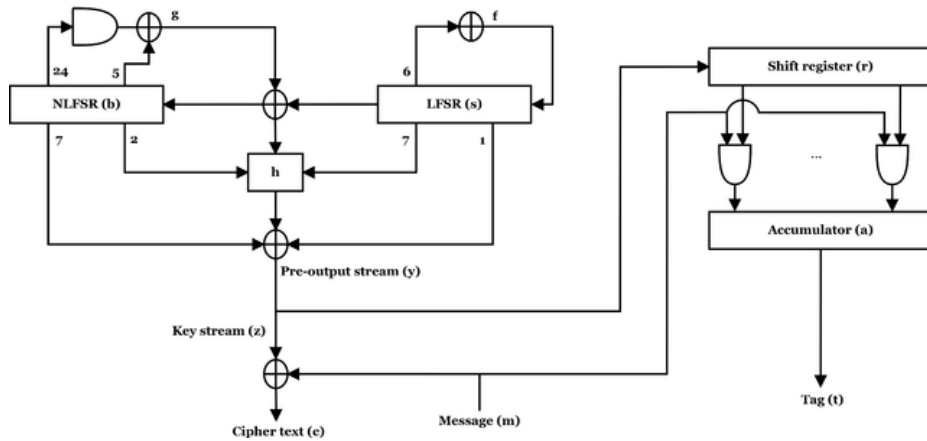 g
f
24
5
6
Shift register (r)
NLFSR (b)
LFSR (s)
7
2
7
1
h
...
Accumulator (a)
Pre-output stream (y)
Key stream (z)
Tag (t)
Message (m)
Cipher text (c)